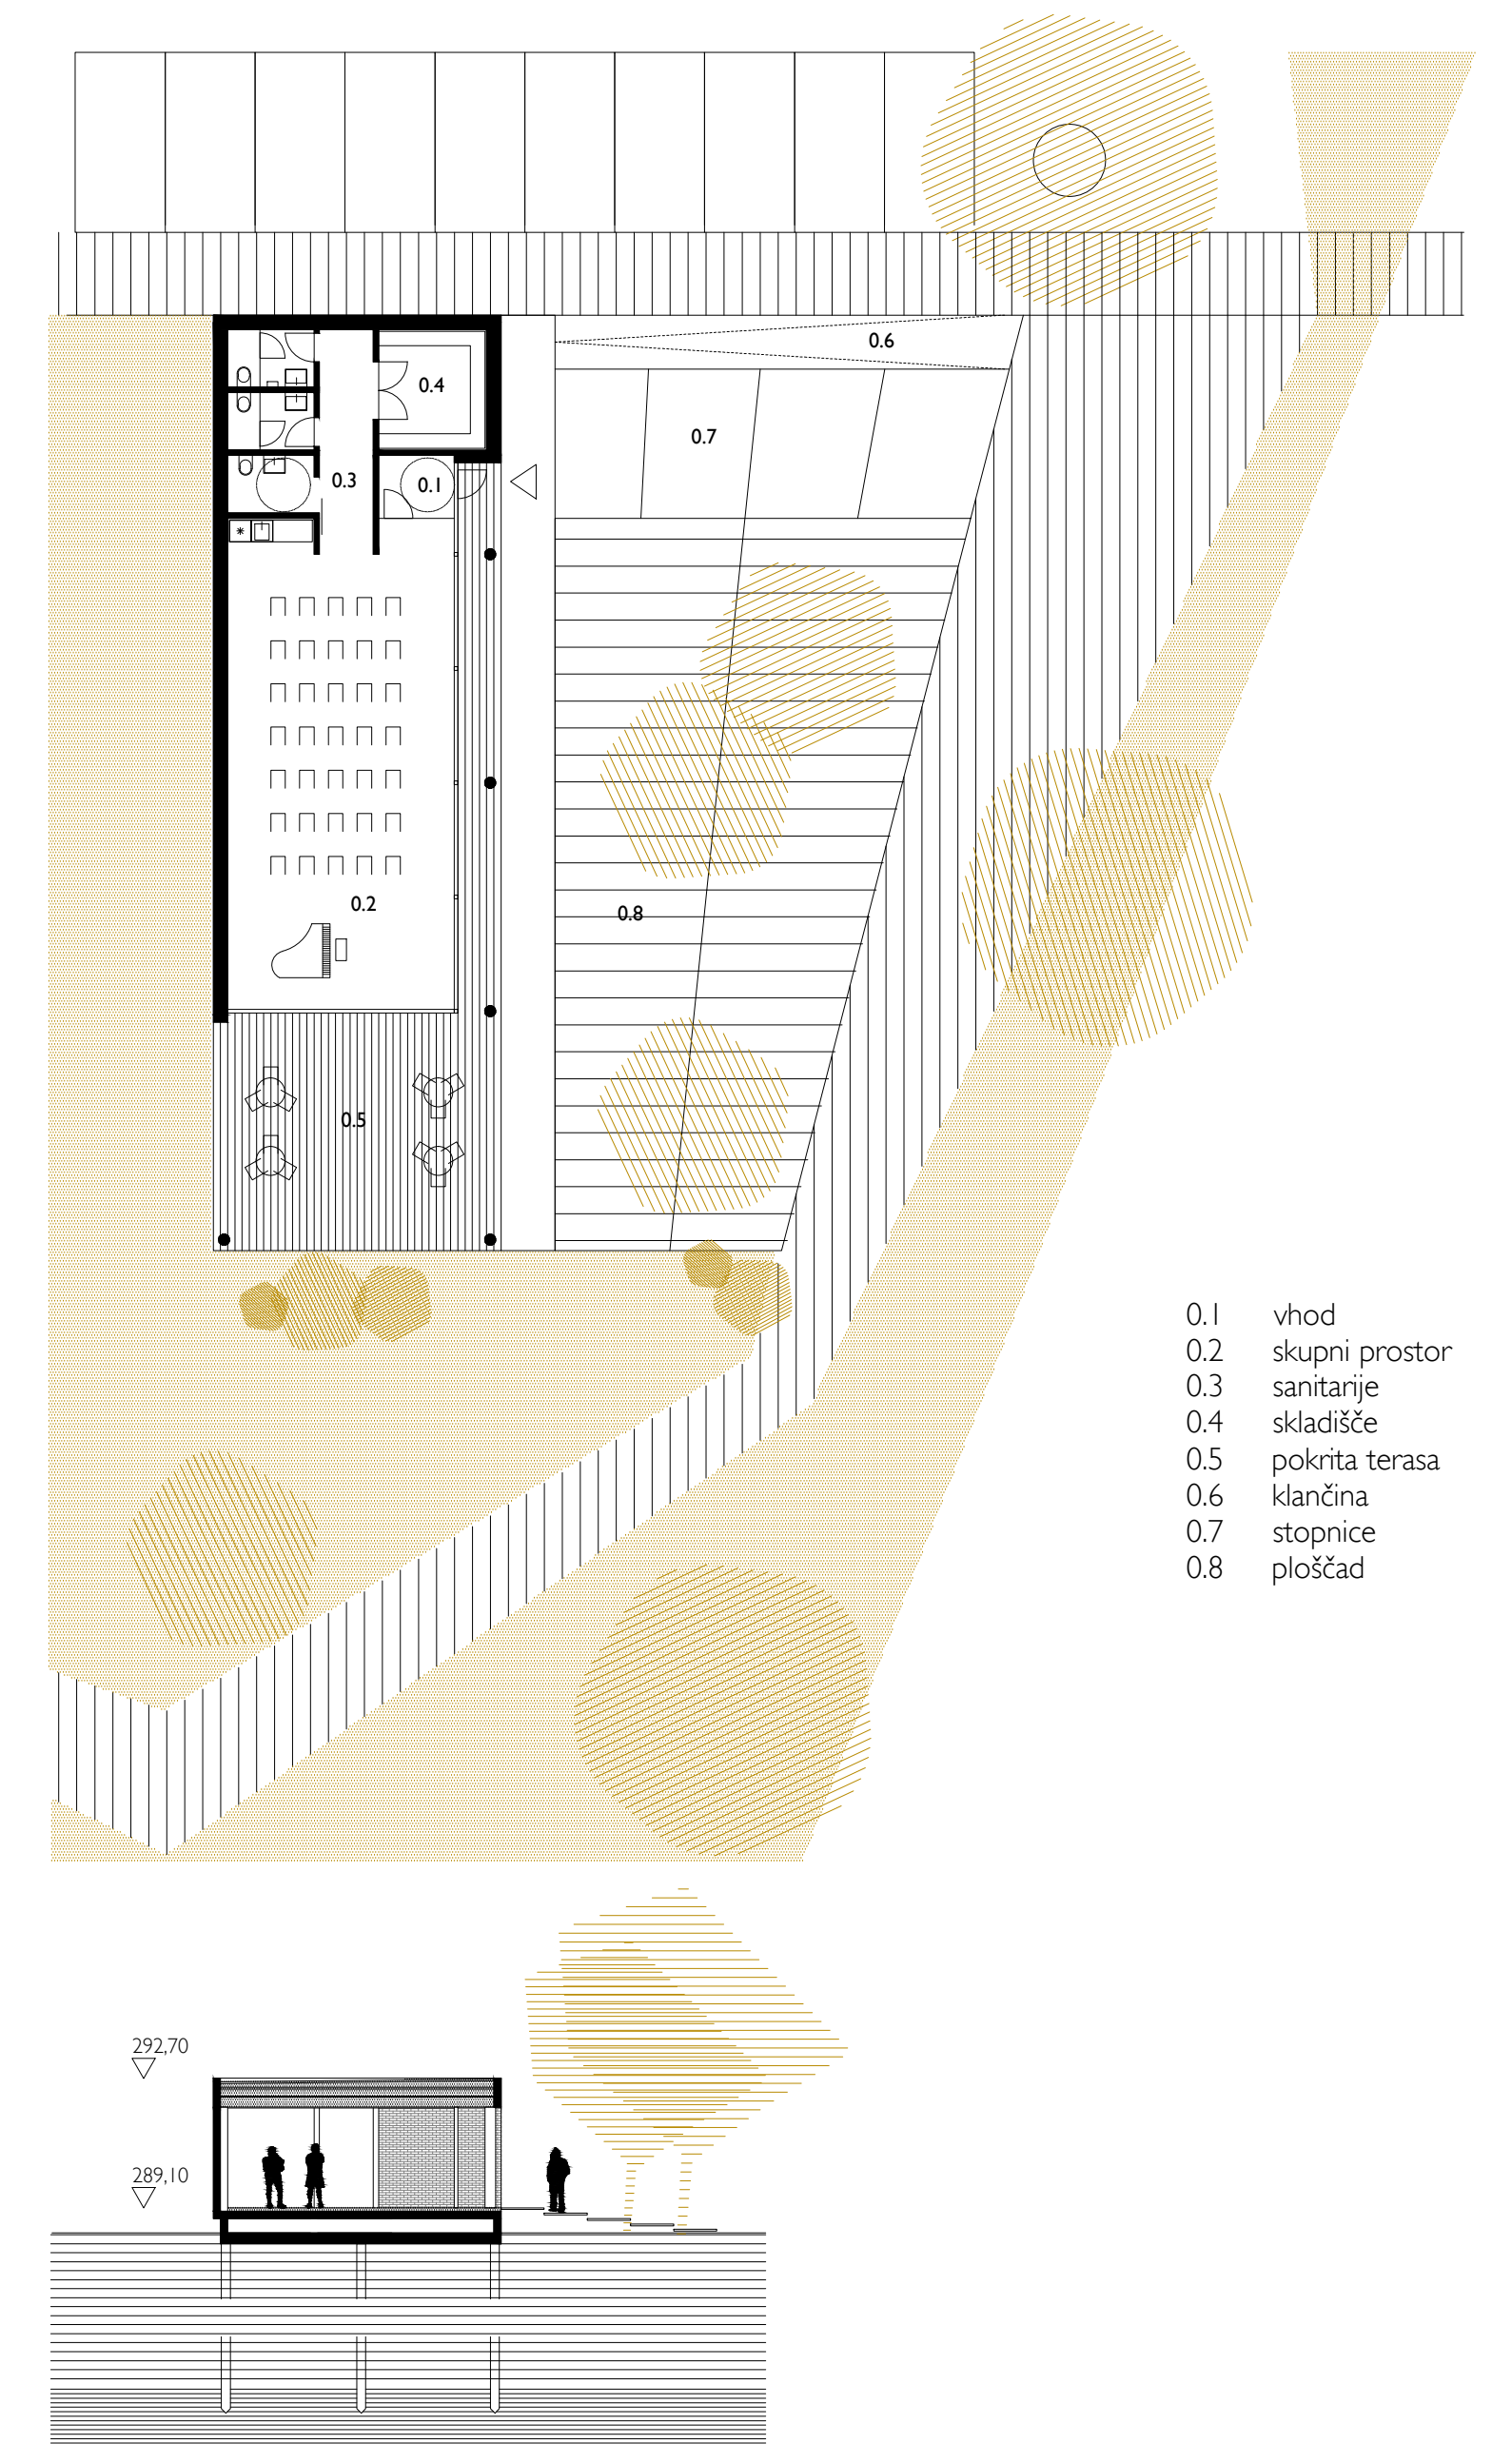 0.6
0.4
0.7
0.3
0.1
0.2
0.8
0.5
0.1 vhod
0.2 skupni prostor
0.3 sanitarije
0.4 skladišče
0.5 pokrita terasa
0.6 klančina
0.7 stopnice
0.8 ploščad
292,70
289,10